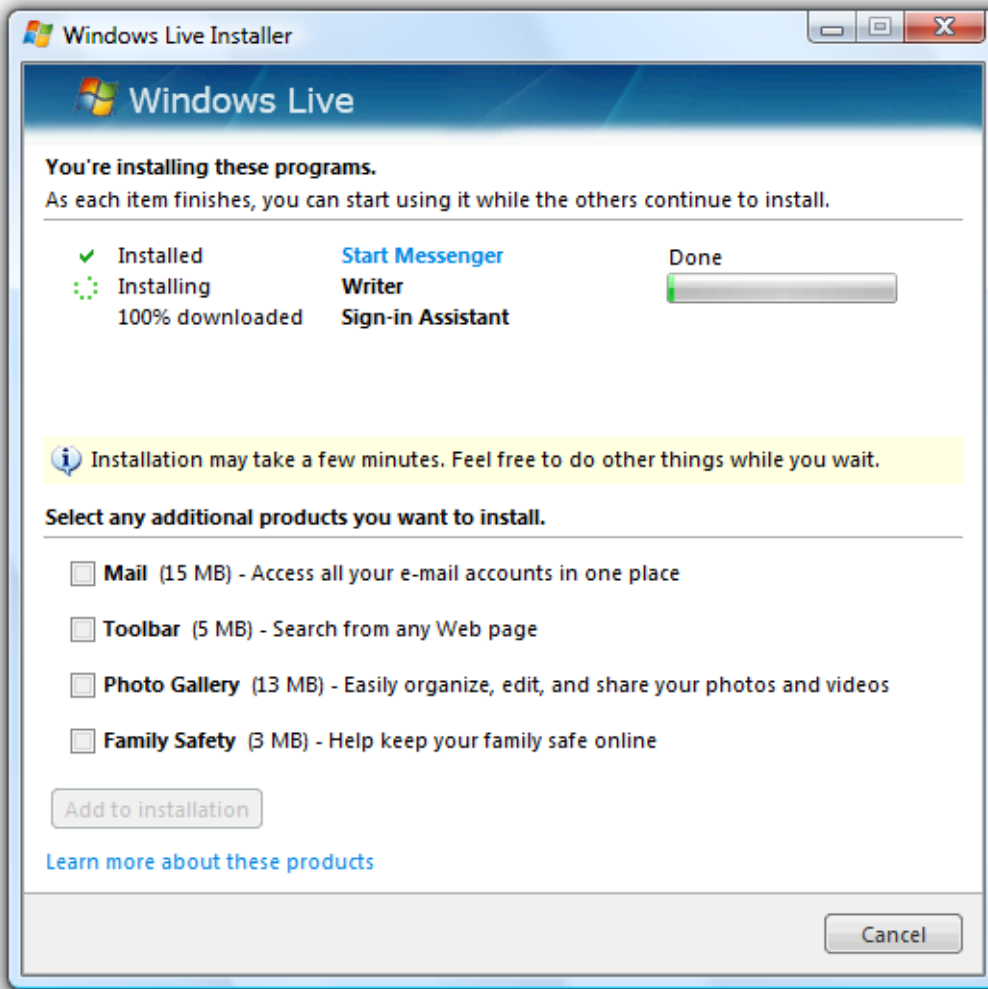 Windows Live Installer
Windows Live
You're installing these programs.
As each item finishes, you can start using it while the others continue to install.
Installed Start Messenger Done
Installing Writer
100% downloaded Sign-in Assistant
Installation may take a few minutes. Feel free to do other things while you wait.
Select any additional products you want to install.
Mail (15 MB) - Access all your e-mail accounts in one place
Toolbar (5 MB) - Search from any Web page
Photo Gallery (13 MB) - Easily organize, edit, and share your photos and videos
Family Safety (3 MB) - Help keep your family safe online
Add to installation
Learn more about these products
Cancel